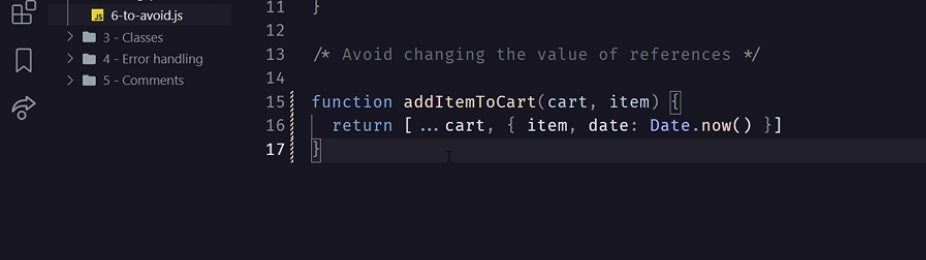 6-to-avoid.js
3 - Classes
4 - Error handling
5 - Comments
11 }
12
13 /* Avoid changing the value of references */
14
15 function addItemToCart(cart, item) {
16 return [ ...cart, { item, date: Date.now() }]
17 }